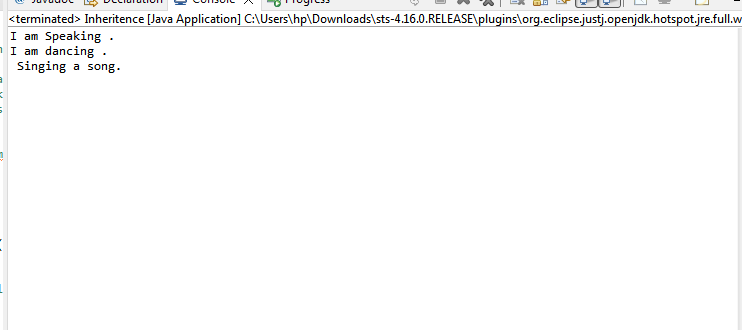 Javadoc Declaration Console Progress
<terminated> Inheritence [Java Application] C:\Users\hp\Downloads\sts-4.16.0.RELEASE\plugins\org.eclipse.justj.openjdk.hotspot.jre.full.w
I am Speaking .
I am dancing .
Singing a song.